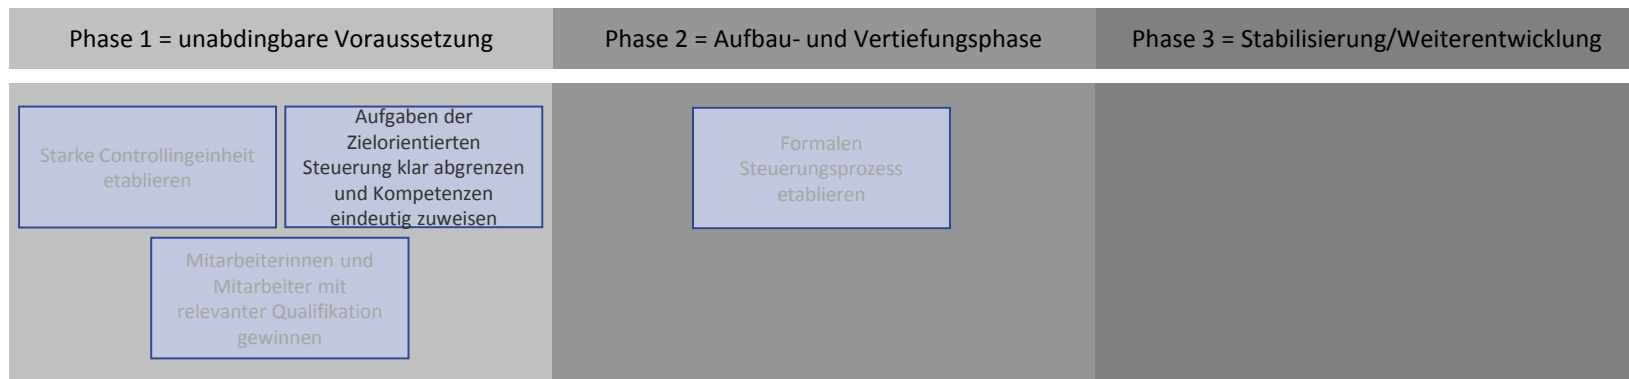 Phase 1 = unabdingbare Voraussetzung
Phase 2 = Aufbau- und Vertiefungsphase
Phase 3 = Stabilisierung/Weiterentwicklung
Starke Controllingeinheit
etablieren
Aufgaben der
Zielorientierten
Steuerung klar abgrenzen
und Kompetenzen
eindeutig zuweisen
Mitarbeiterinnen und
Mitarbeiter mit
relevanter Qualifikation
gewinnen
Formalen
Steuerungsprozess
etablieren